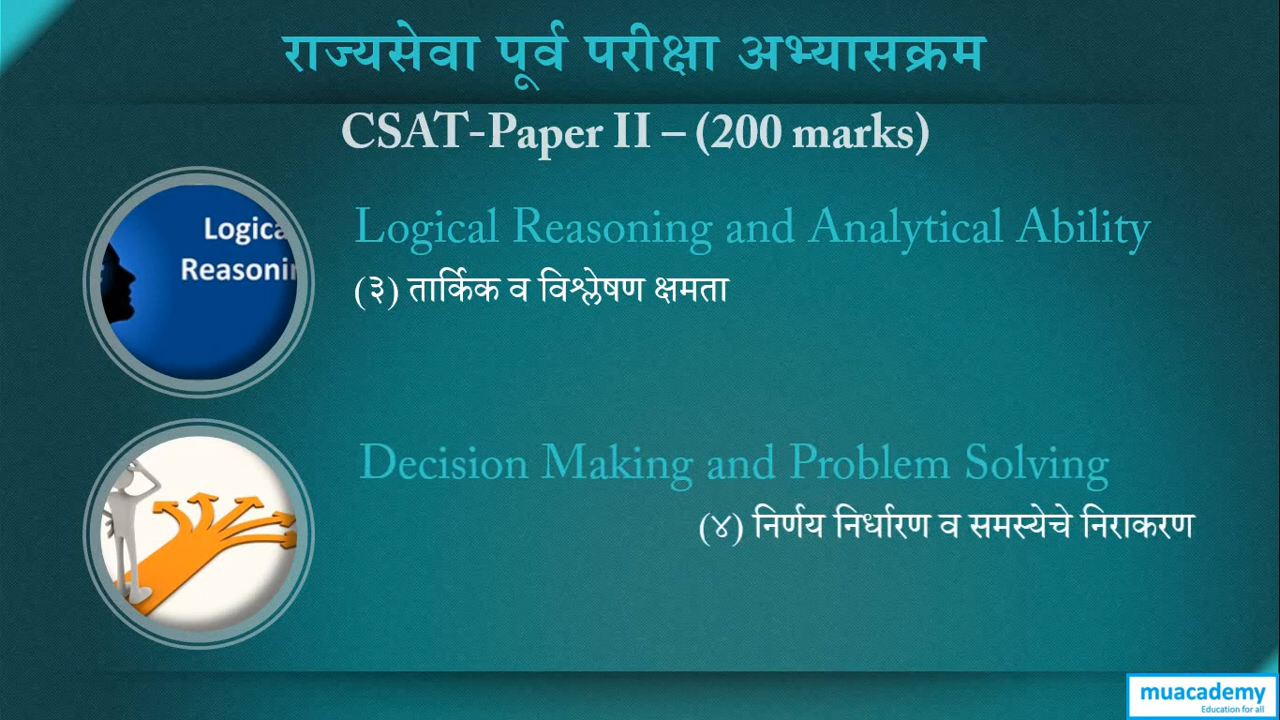 राज्यसेवा पूर्व परीक्षा अभ्यासक्रम
CSAT-Paper II – (200 marks)
Logical Reasoning and Analytical Ability
(३) तार्किक व विश्लेषण क्षमता
Decision Making and Problem Solving
(४) निर्णय निर्धारण व समस्येचे निराकरण
Logica
Reasonin
muacademy
Education for all